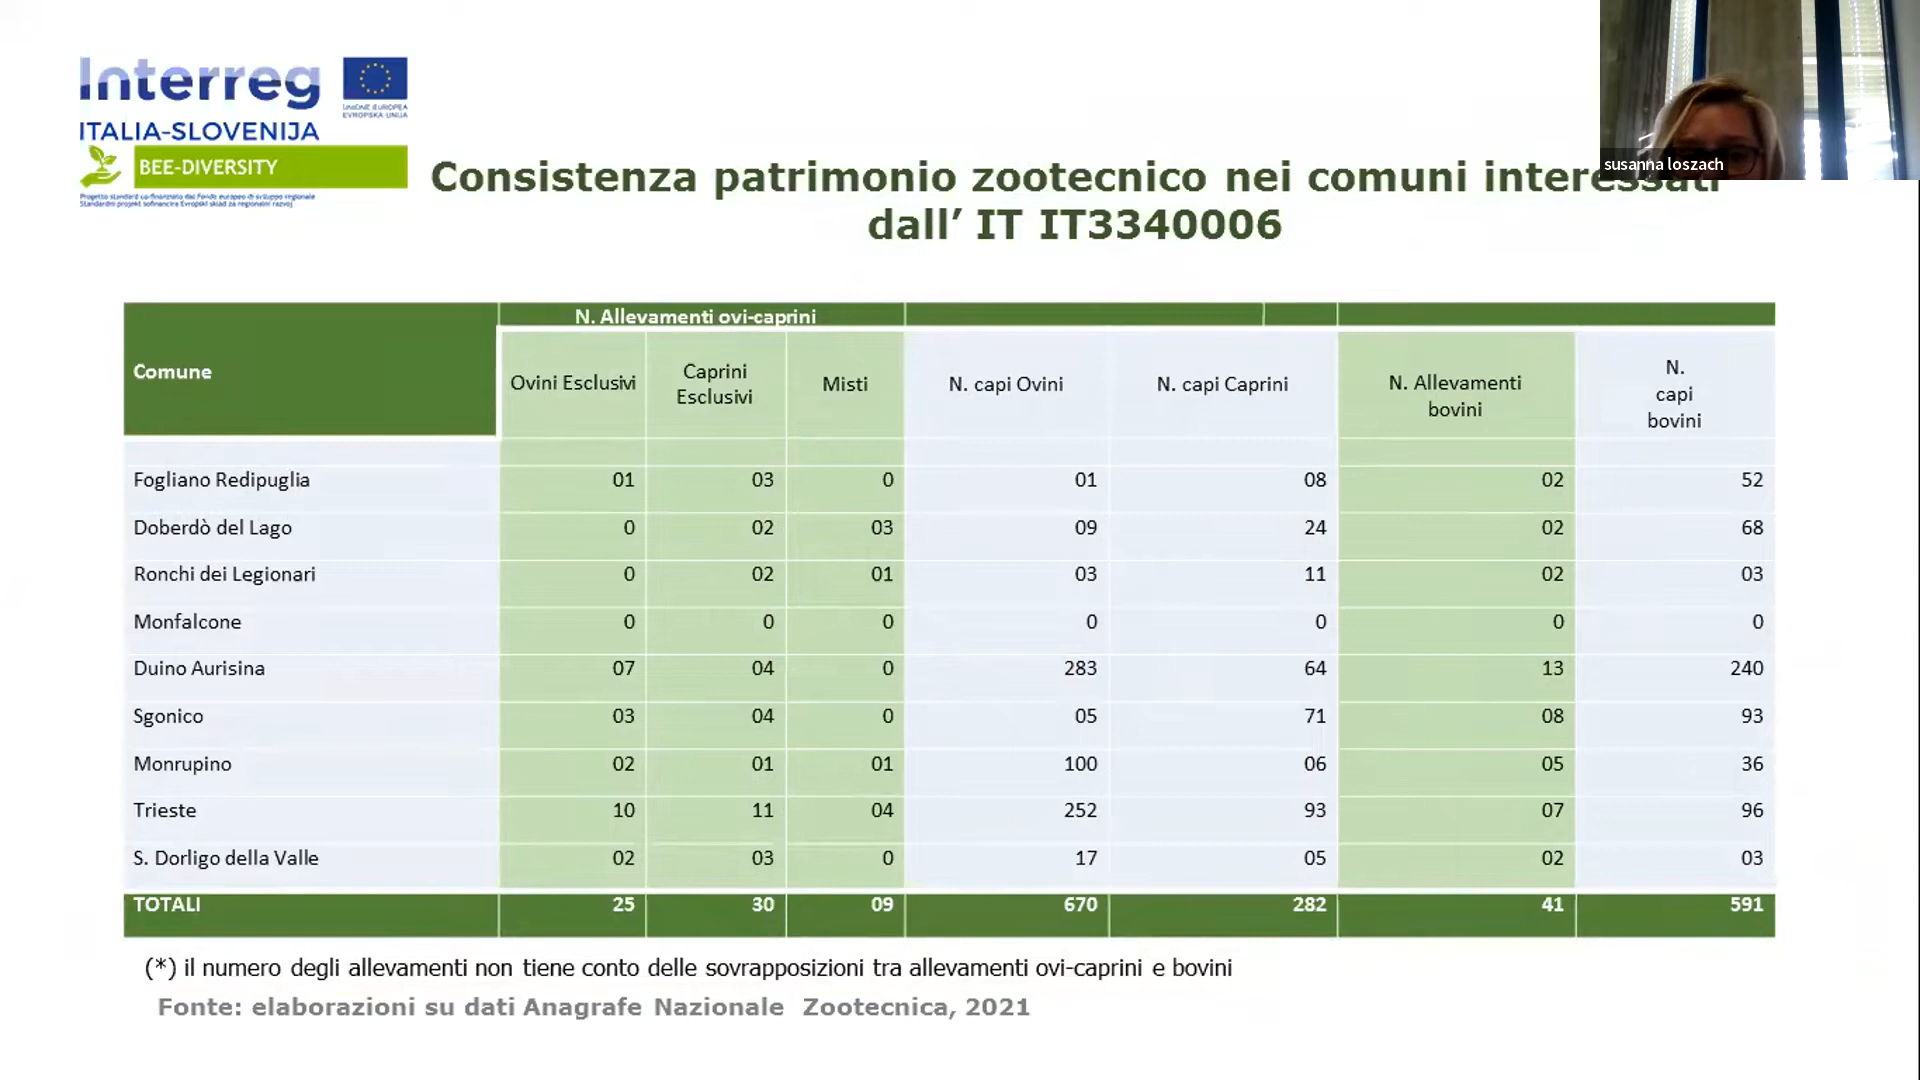 Interreg
UNIONE EUROPEA
EVROPSKA UNIJA
ITALIA-SLOVENIJA
BEE-DIVERSITY
Progetto standard co-finanziato dal Fondo europeo di sviluppo regionale
Standardni projekt sofinancira Evropski sklad za regionalni razvoj
susanna loszach
Consistenza patrimonio zootecnico nei comuni interessati
dall’ IT IT3340006
N. Allevamenti ovi-caprini
Comune Ovini Esclusivi Caprini Esclusivi Misti N. capi Ovini N. capi Caprini N. Allevamenti bovini N. capi bovini
Fogliano Redipuglia 01 03 0 01 08 02 52
Doberdò del Lago 0 02 03 09 24 02 68
Ronchi dei Legionari 0 02 01 03 11 02 03
Monfalcone 0 0 0 0 0 0 0
Duino Aurisina 07 04 0 283 64 13 240
Sgonico 03 04 0 05 71 08 93
Monrupino 02 01 01 100 06 05 36
Trieste 10 11 04 252 93 07 96
S. Dorligo della Valle 02 03 0 17 05 02 03
TOTALI 25 30 09 670 282 41 591
(*) il numero degli allevamenti non tiene conto delle sovrapposizioni tra allevamenti ovi-caprini e bovini
Fonte: elaborazioni su dati Anagrafe Nazionale Zootecnica, 2021